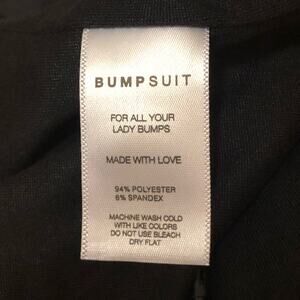 BUMPSUIT
FOR ALL YOUR
LADY BUMPS
MADE WITH LOVE
94% POLYESTER
6% SPANDEX
MACHINE WASH COLD
WITH LIKE COLORS
DO NOT USE BLEACH
DRY FLAT